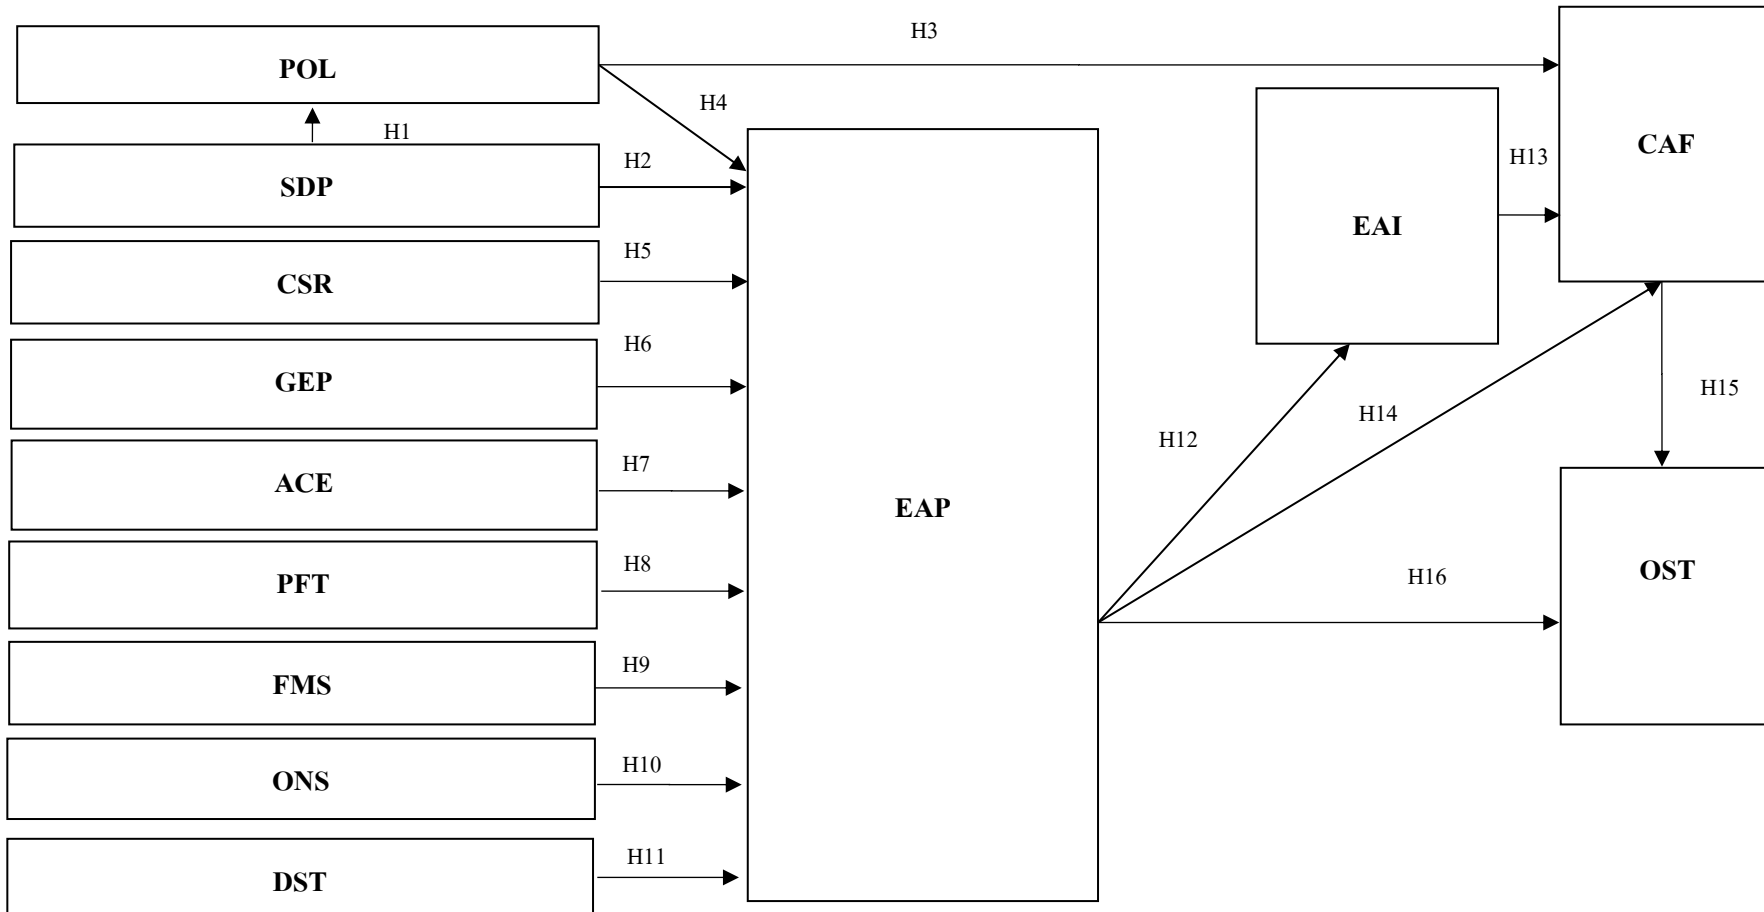 H3
POL
H4
H1
CAF
SDP
H2
H13
EAI
CSR
H5
GEP
H6
H15
ACE
H7
H12
H14
EAP
PFT
H8
H16
OST
FMS
H9
ONS
H10
DST
H11